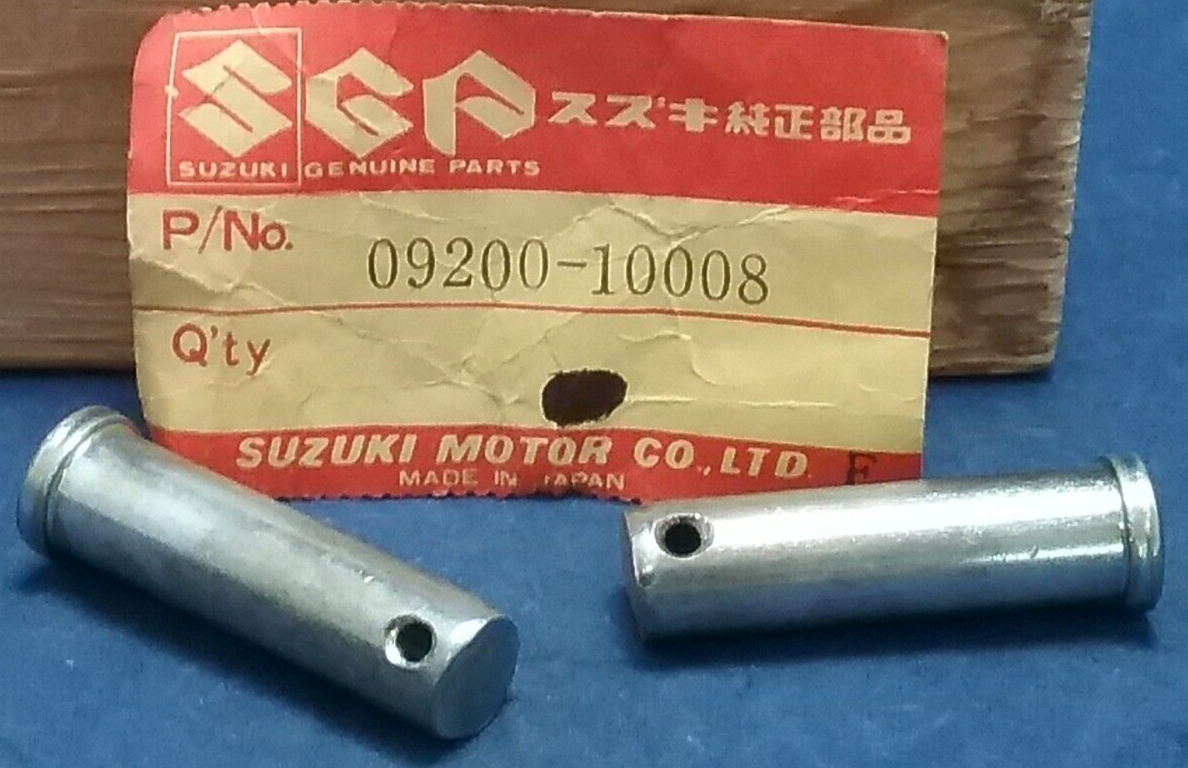 SGP スズキ純正部品
SUZUKI GENUINE PARTS
P/No. 09200-10008
Q'ty
SUZUKI MOTOR CO., LTD. E
MADE IN JAPAN